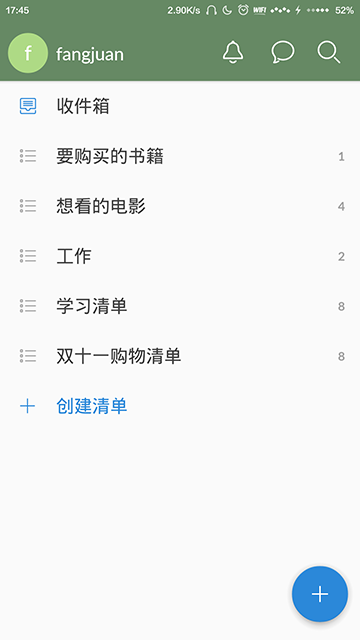 17:45
2.90K/s
WiFi
52%
f
fangjuan
收件箱
要购买的书籍
1
想看的电影
4
工作
2
学习清单
8
双十一购物清单
8
创建清单